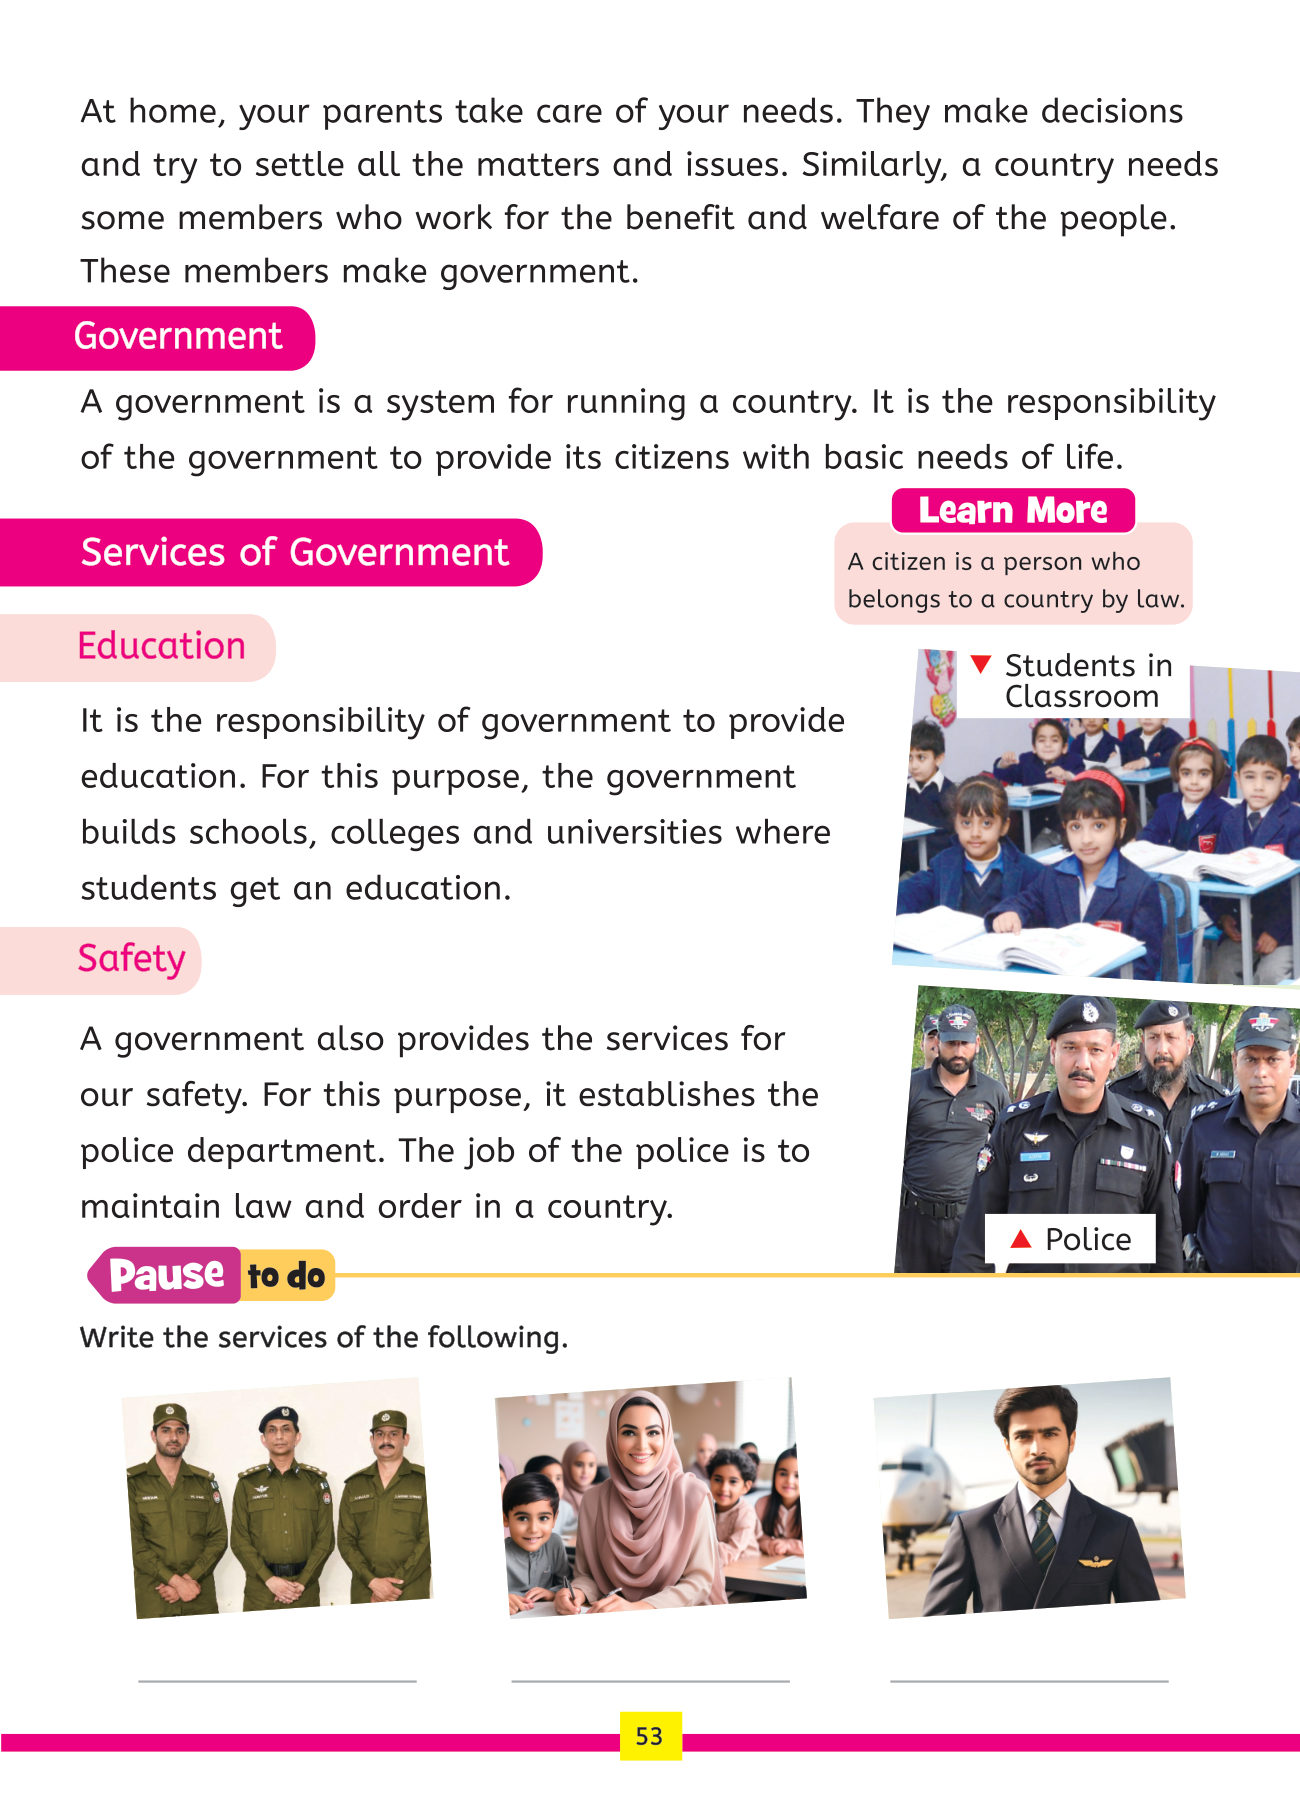 At home, your parents take care of your needs. They make decisions
and try to settle all the matters and issues. Similarly, a country needs
some members who work for the benefit and welfare of the people.
These members make government.
Government
A government is a system for running a country. It is the responsibility
of the government to provide its citizens with basic needs of life.
Learn More
A citizen is a person who
belongs to a country by law.
Services of Government
Education
It is the responsibility of government to provide
education. For this purpose, the government
builds schools, colleges and universities where
students get an education.
▼ Students in
Classroom
Safety
A government also provides the services for
our safety. For this purpose, it establishes the
police department. The job of the police is to
maintain law and order in a country.
▲ Police
Pause to do
Write the services of the following.
53